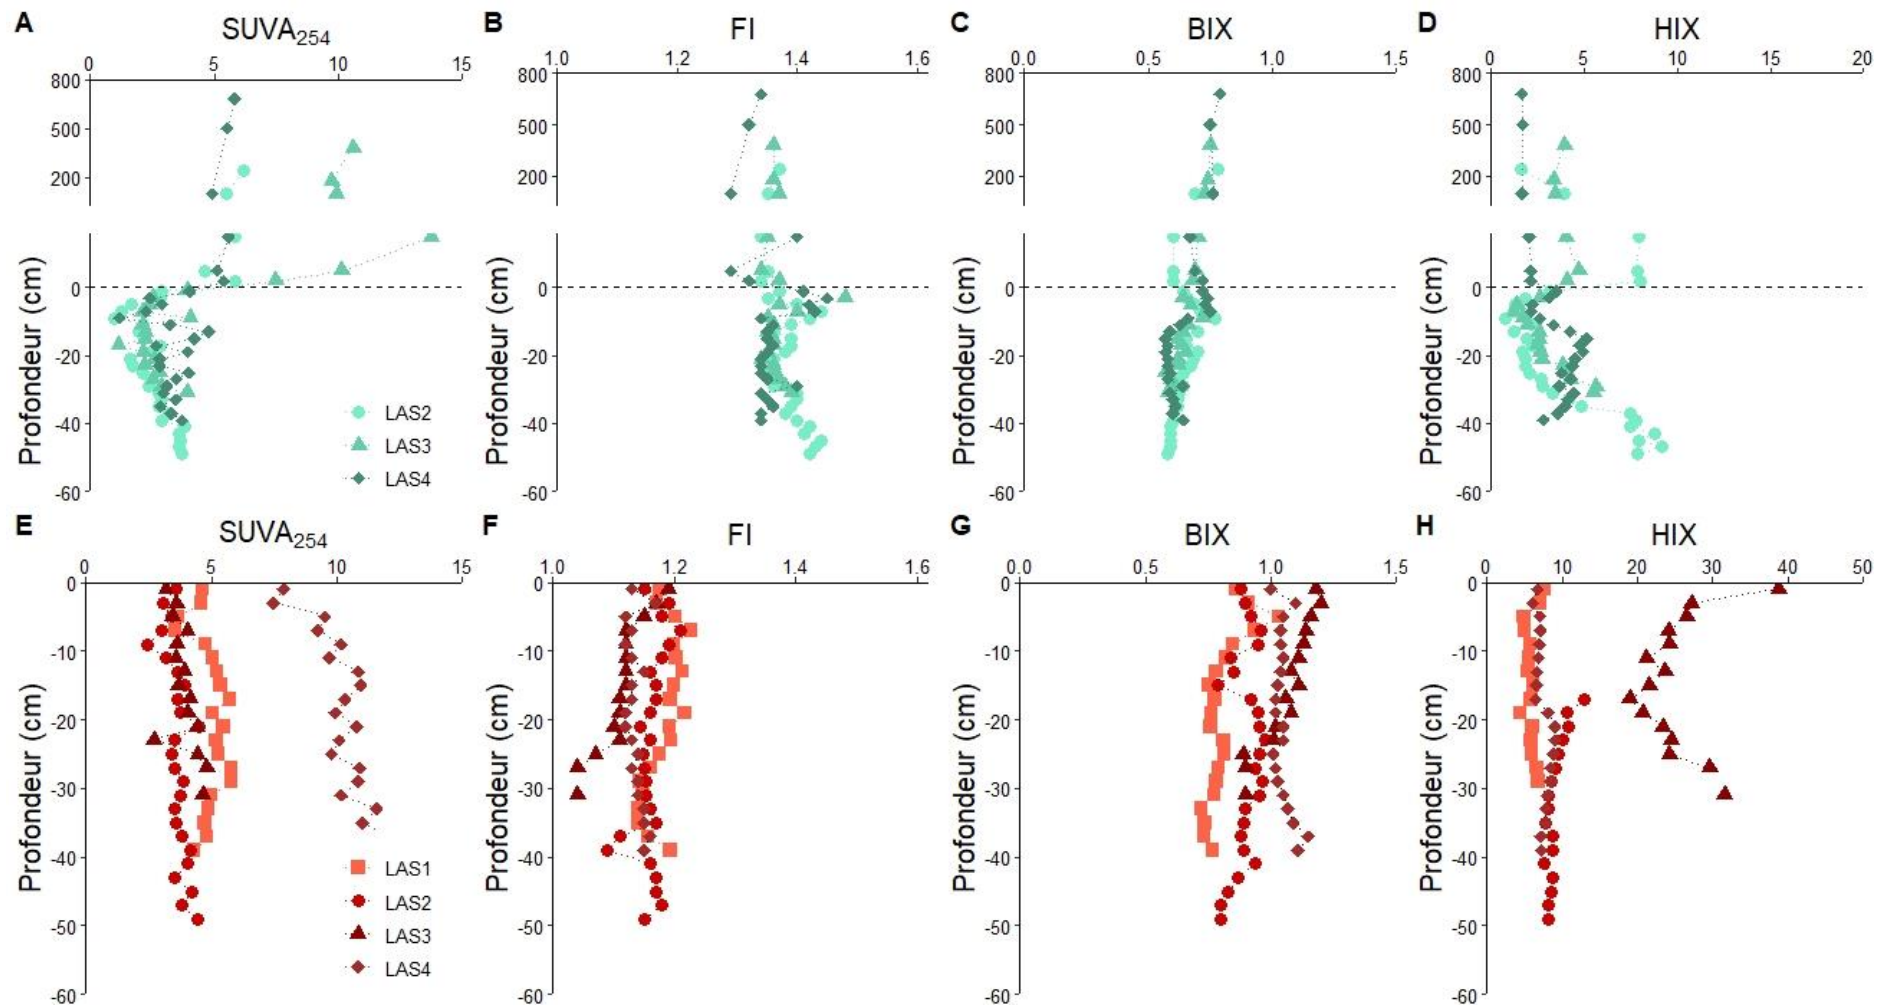 A SUVA254 B FI C BIX D HIX
0 5 10 15 1.0 1.2 1.4 1.6 0.0 0.5 1.0 1.5 0 5 10 15 20
800 800 800 800
500 500 500 500
200 200 200 200
0 0 0 0
-20 -20 -20 -20
-40 -40 -40 -40
-60 -60 -60 -60
Profondeur (cm) Profondeur (cm) Profondeur (cm) Profondeur (cm)
LAS2
LAS3
LAS4
E SUVA254 F FI G BIX H HIX
0 5 10 15 1.0 1.2 1.4 1.6 0.0 0.5 1.0 1.5 0 10 20 30 40 50
0 0 0 0
-10 -10 -10 -10
-20 -20 -20 -20
-30 -30 -30 -30
-40 -40 -40 -40
-50 -50 -50 -50
-60 -60 -60 -60
Profondeur (cm) Profondeur (cm) Profondeur (cm) Profondeur (cm)
LAS1
LAS2
LAS3
LAS4